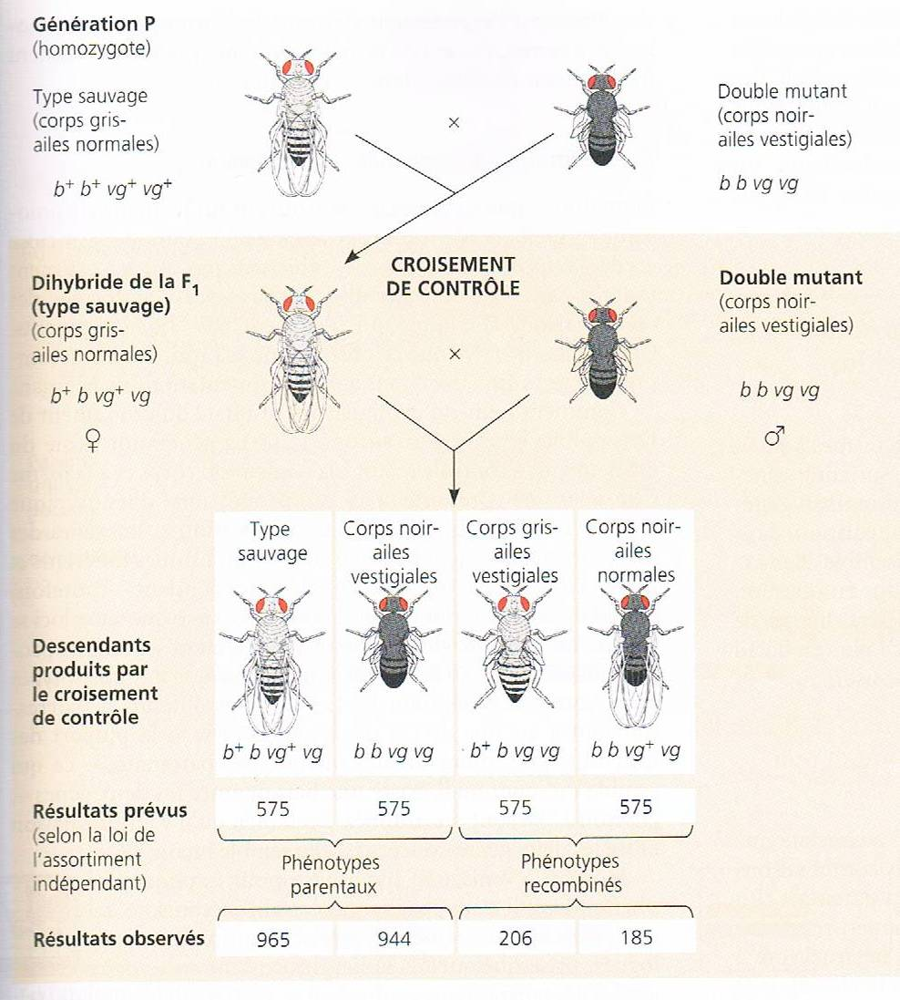 Génération P
(homozygote)
Type sauvage
(corps gris-
ailes normales)
b⁺ b⁺ vg⁺ vg⁺
×
Double mutant
(corps noir-
ailes vestigiales)
b b vg vg
Dihybride de la F₁
(type sauvage)
(corps gris-
ailes normales)
b⁺ b vg⁺ vg
♀
CROISEMENT
DE CONTRÔLE
×
Double mutant
(corps noir-
ailes vestigiales)
b b vg vg
♂
Type
sauvage
Corps noir-
ailes
vestigiales
Corps gris-
ailes
vestigiales
Corps noir-
ailes
normales
Descendants
produits par
le croisement
de contrôle
b⁺ b vg⁺ vg
b b vg vg
b⁺ b vg vg
b b vg⁺ vg
Résultats prévus
(selon la loi de
l'assortiment
indépendant)
575
575
575
575
Phénotypes
parentaux
Phénotypes
recombinés
Résultats observés
965
944
206
185